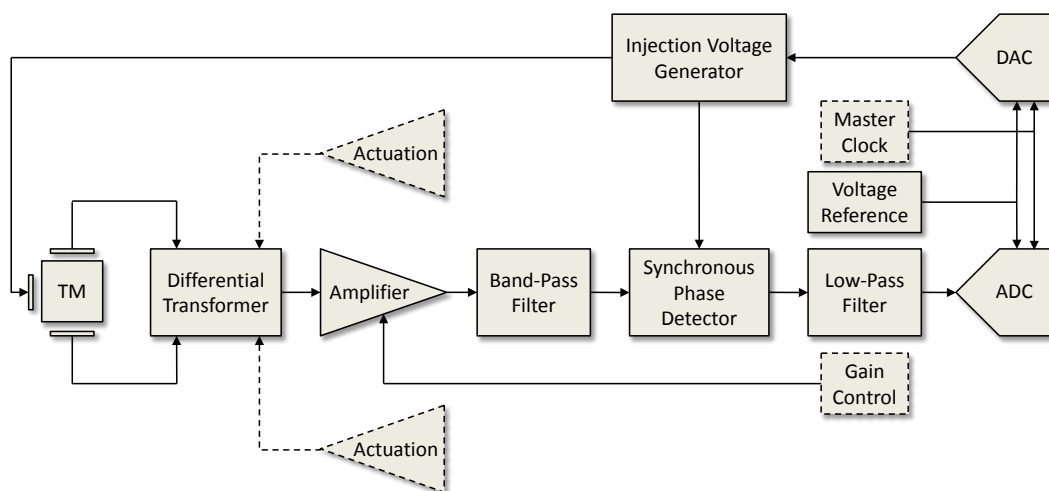 Injection Voltage
Generator
DAC
Master
Clock
Actuation
Voltage
Reference
TM
Differential
Transformer
Amplifier
Band-Pass
Filter
Synchronous
Phase
Detector
Low-Pass
Filter
ADC
Gain
Control
Actuation